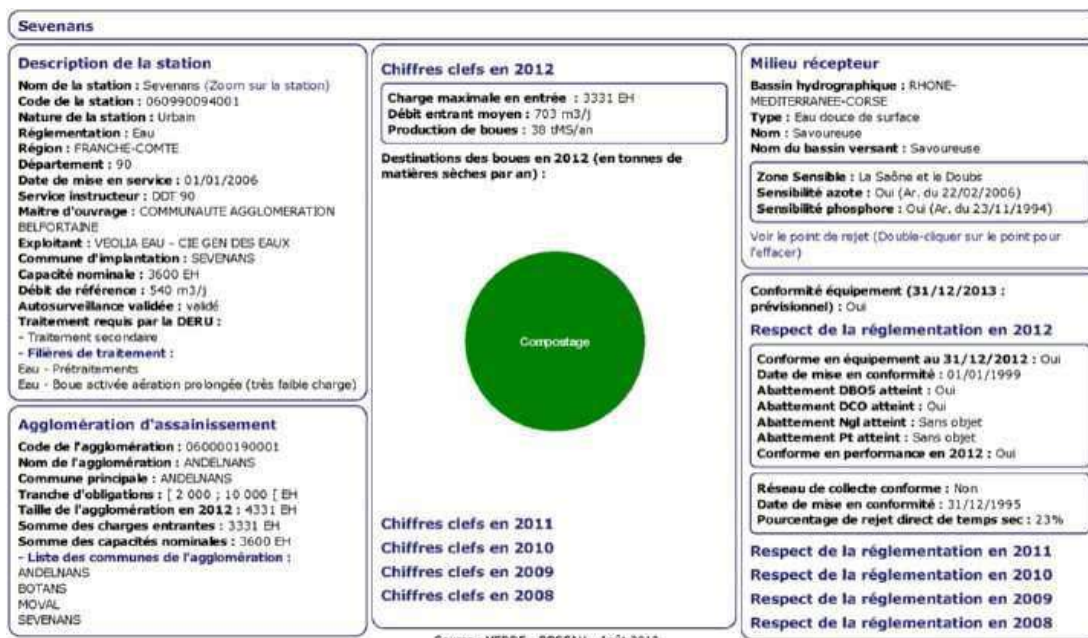 Sevenans
Description de la station
Nom de la station : Sevenans (Zoom sur la station)
Code de la station : 060990094001
Nature de la station : Urbain
Réglementation : Eau
Région : FRANCHE-COMTE
Département : 90
Date de mise en service : 01/01/2006
Service instructeur : DDT 90
Maitre d'ouvrage : COMMUNAUTE AGGLOMERATION
BELFORTAINE
Exploitant : VEOLIA EAU - CIE GEN DES EAUX
Commune d'implantation : SEVENANS
Capacité nominale : 3600 EH
Débit de référence : 540 m3/j
Autosurveillance validée : validé
Traitement requis par la DERU :
- Traitement secondaire
- Filières de traitement :
Eau - Prétraitements
Eau - Boue activée aération prolongée (très faible charge)
Agglomération d'assainissement
Code de l'agglomération : 060000190001
Nom de l'agglomération : ANDELNANS
Commune principale : ANDELNANS
Tranche d'obligations : [ 2 000 ; 10 000 [ EH
Taille de l'agglomération en 2012 : 4331 EH
Somme des charges entrantes : 3331 EH
Somme des capacités nominales : 3600 EH
- Liste des communes de l'agglomération :
ANDELNANS
BOTANS
MOVAL
SEVENANS
Chiffres clefs en 2012
Charge maximale en entrée : 3331 EH
Débit entrant moyen : 703 m3/j
Production de boues : 38 tMS/an
Destinations des boues en 2012 (en tonnes de
matières sèches par an) :
Compostage
Chiffres clefs en 2011
Chiffres clefs en 2010
Chiffres clefs en 2009
Chiffres clefs en 2008
Milieu récepteur
Bassin hydrographique : RHONE-
MEDITERRANEE-CORSE
Type : Eau douce de surface
Nom : Savoureuse
Nom du bassin versant : Savoureuse
Zone Sensible : La Saône et le Doubs
Sensibilité azote : Oui (Ar. du 22/02/2006)
Sensibilité phosphore : Oui (Ar. du 23/11/1994)
Voir le point de rejet (Double-cliquer sur le point pour
l'effacer)
Conformité équipement (31/12/2013 :
prévisionnel) : Oui
Respect de la réglementation en 2012
Conforme en équipement au 31/12/2012 : Oui
Date de mise en conformité : 01/01/1999
Abattement DBO5 atteint : Oui
Abattement DCO atteint : Oui
Abattement Ngl atteint : Sans objet
Abattement Pt atteint : Sans objet
Conforme en performance en 2012 : Oui
Réseau de collecte conforme : Non
Date de mise en conformité : 31/12/1995
Pourcentage de rejet direct de temps sec : 23%
Respect de la réglementation en 2011
Respect de la réglementation en 2010
Respect de la réglementation en 2009
Respect de la réglementation en 2008